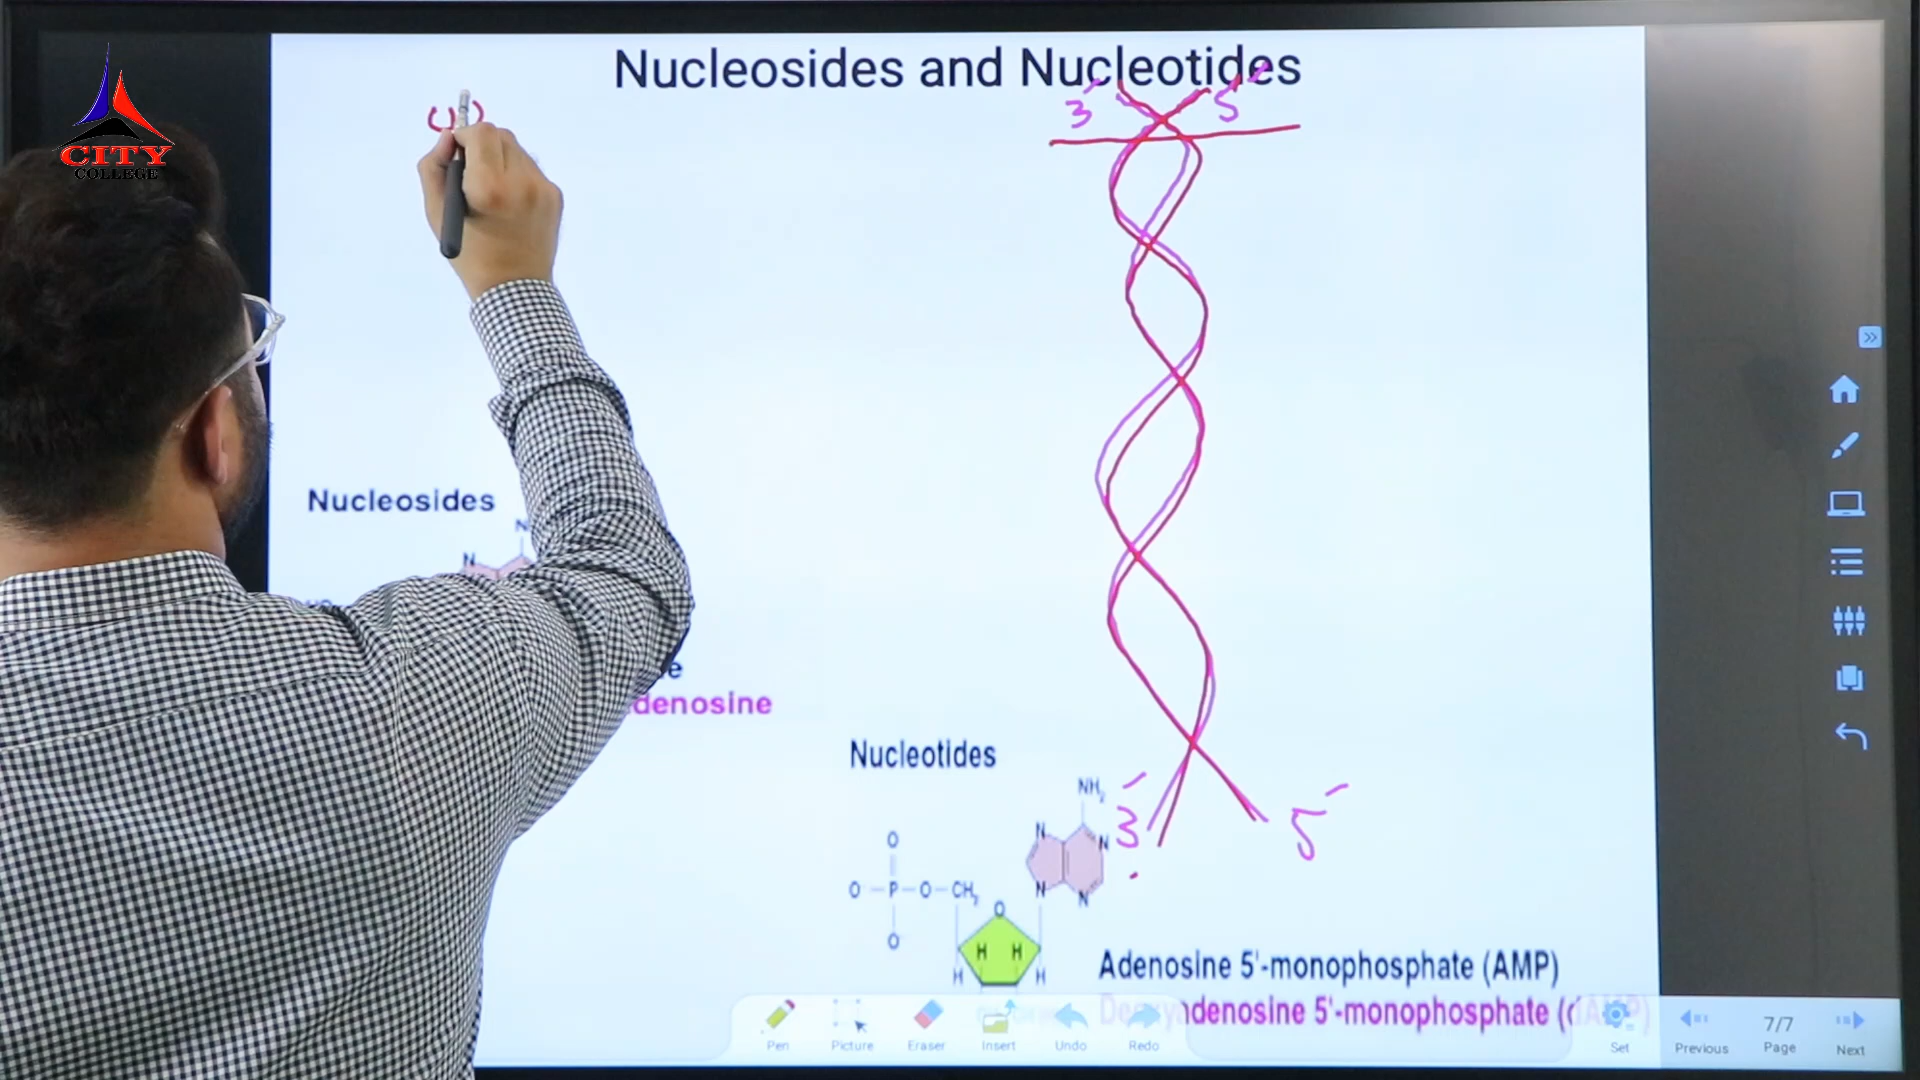 Nucleosides and Nucleotides
3′ 5′
CITY
COLLEGE
Nucleosides
N
N
denosine
Nucleotides
NH2
3′ 5′
O N N
O P O CH2 N N
O O
H H
H H
Adenosine 5'-monophosphate (AMP)
denosine 5'-monophosphate (dAMP)
Pen Picture Eraser Insert Undo Redo Set Previous 7/7 Page Next